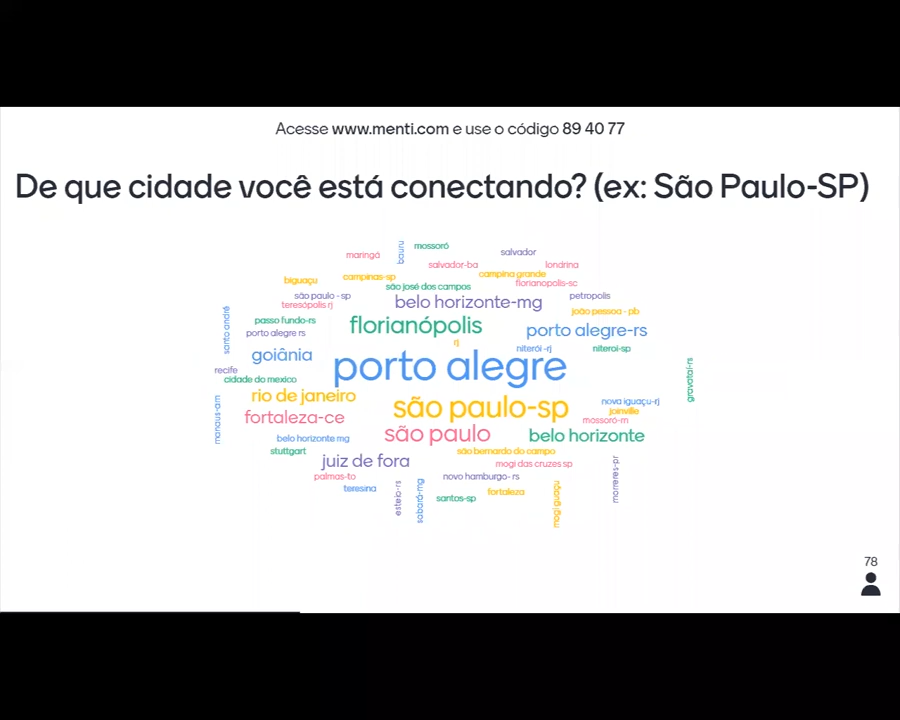 Acesse www.menti.com e use o código 89 40 77
De que cidade você está conectando? (ex: São Paulo-SP)
mossoró
bauru
maringá
salvador
salvador-ba
londrina
biguaçu
campinas-sp
campina grande
são josé dos campos
florianopolis-sc
são paulo - sp
belo horizonte-mg
petropolis
teresópolis rj
joão pessoa - pb
santo andré
passo fundo-rs
florianópolis
porto alegre-rs
porto alegre rs
rj
niterói -rj
niteroi-sp
goiânia
porto alegre
recife
cidade do mexico
gravataí-rs
rio de janeiro
são paulo-sp
nova iguaçu-rj
joinville
manaus-am
fortaleza-ce
mossoró-rn
são paulo
belo horizonte
belo horizonte mg
stuttgart
são bernardo do campo
juiz de fora
mogi das cruzes sp
palmas-to
novo hamburgo- rs
morretes-pr
teresina
esteio-rs
sabará-mg
santos-sp
fortaleza
mogi guaçu
78